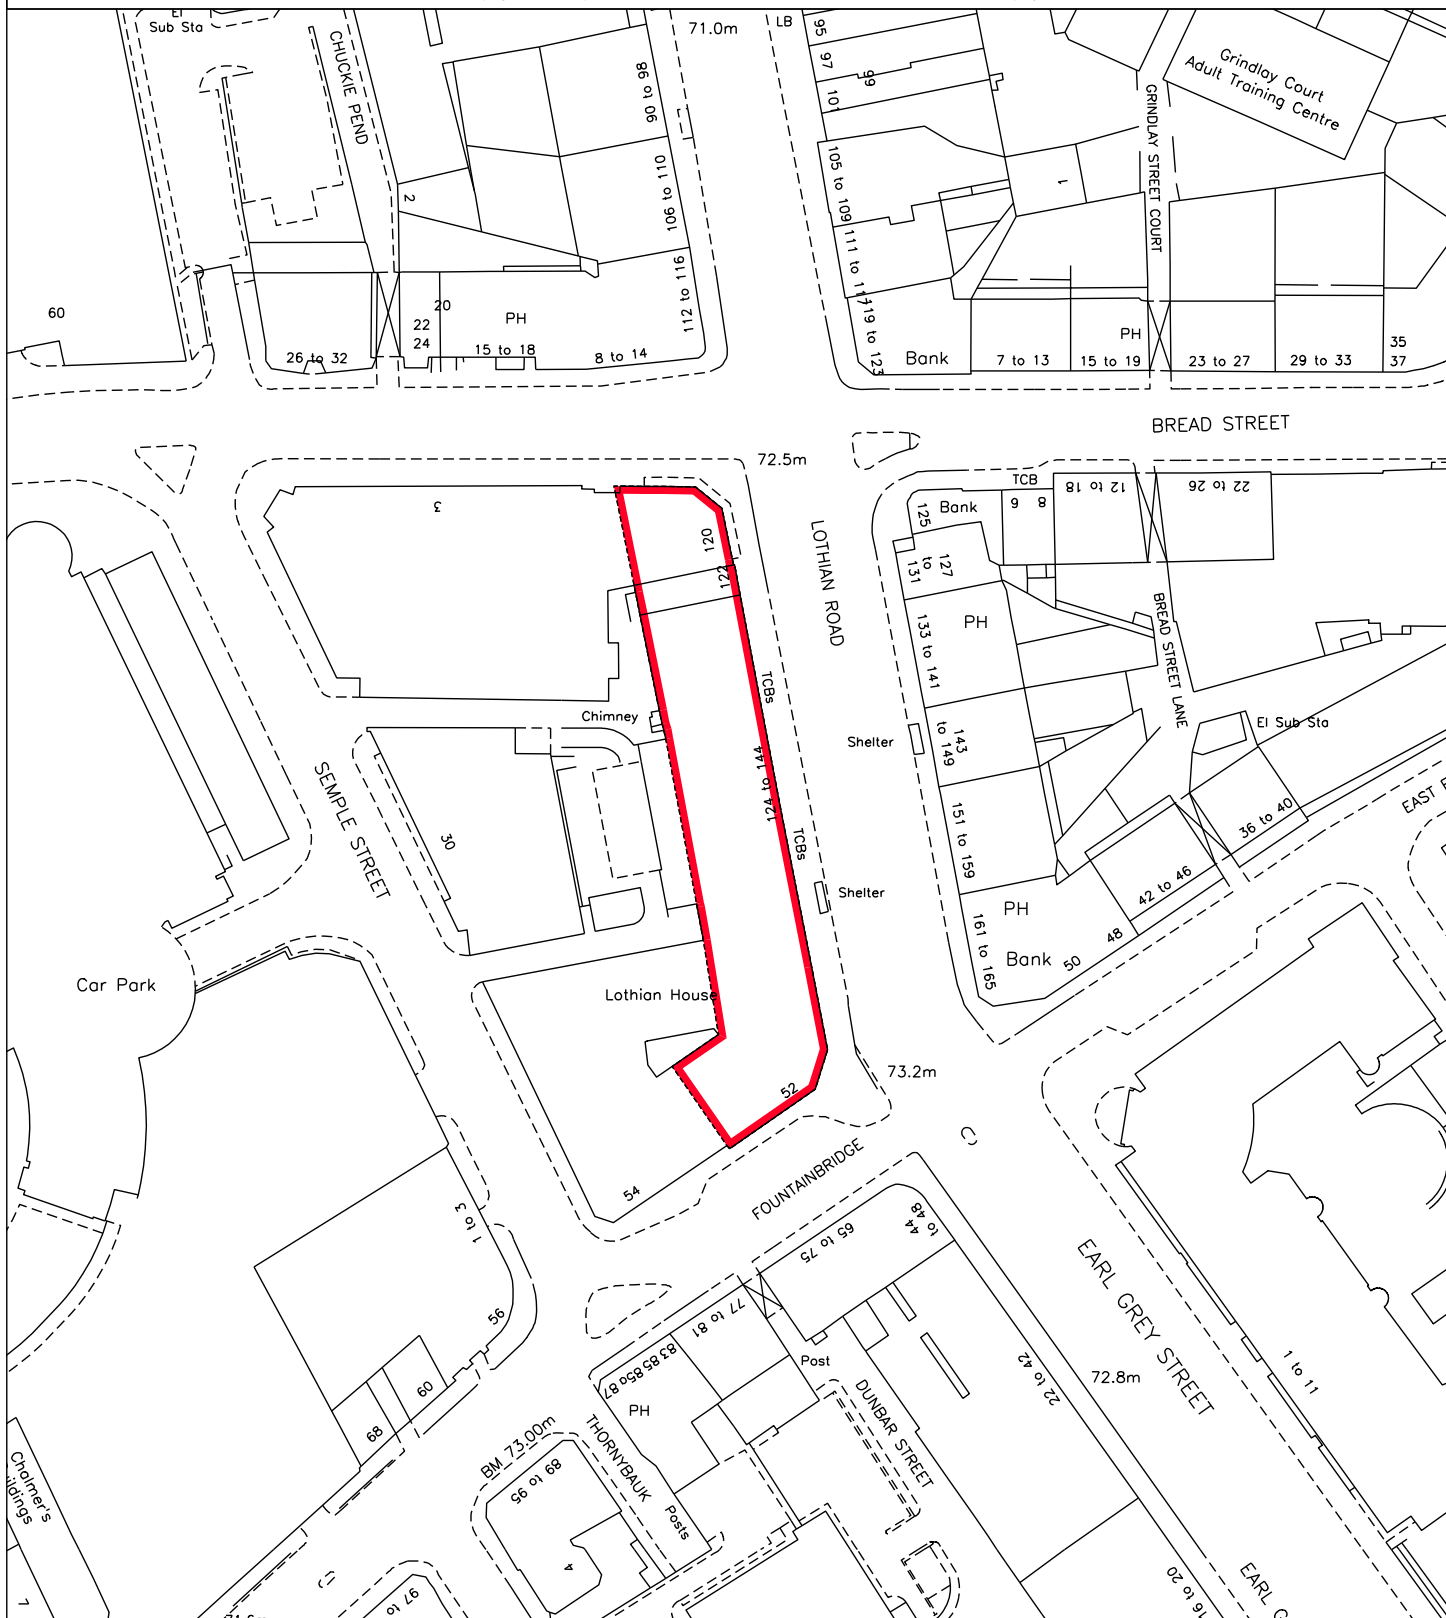 El
Sub Sta
CHUCKIE PEND
71.0m
LB
95
97
99
101
Grindlay Court
Adult Training Centre
GRINDLAY STREET COURT
90 to 98
106 to 110
112 to 116
2
105 to 109
111 to 117
119 to 123
1
60
20
22
24
PH
26 to 32
15 to 18
8 to 14
Bank
7 to 13
PH
15 to 19
23 to 27
29 to 33
35
37
BREAD STREET
72.5m
3
120
122
LOTHIAN ROAD
TCB
Bank
125
6
8
12 to 18
22 to 26
127
to
131
133 to 141
PH
BREAD STREET LANE
TCBs
Chimney
124 to 144
Shelter
143
to 149
El Sub Sta
SEMPLE STREET
30
TCBs
151 to 159
36 to 40
EAST F
42 to 46
Shelter
161 to 165
PH
48
Bank
50
Car Park
Lothian House
73.2m
52
54
FOUNTAINBRIDGE
1 to 3
65 to 75
44
to 48
EARL GREY STREET
56
77 to 81
83 85 85a 87
Post
PH
22 to 42
72.8m
1 to 11
60
68
DUNBAR STREET
THORNYBAUK
BM 73.00m
89 to 95
Posts
Chalmer's
ildings
4
7
97 to
16 to 20
EARL G